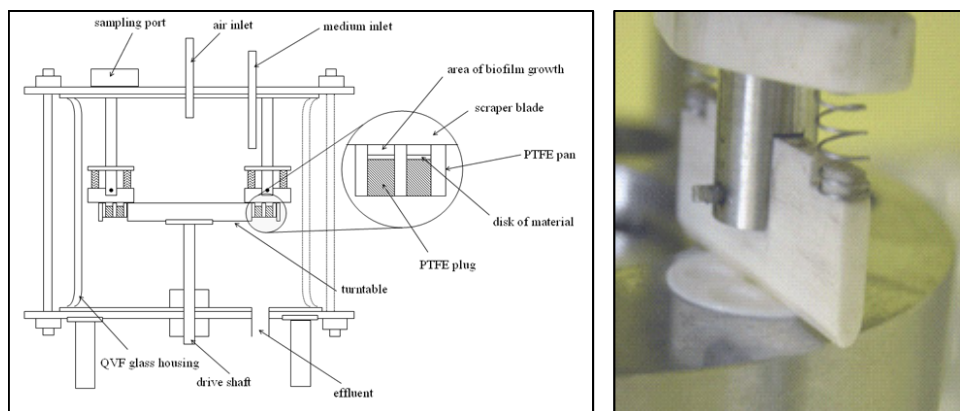 sampling port
air inlet
medium inlet
area of biofilm growth
scraper blade
PTFE pan
disk of material
PTFE plug
turntable
QVF glass housing
drive shaft
effluent